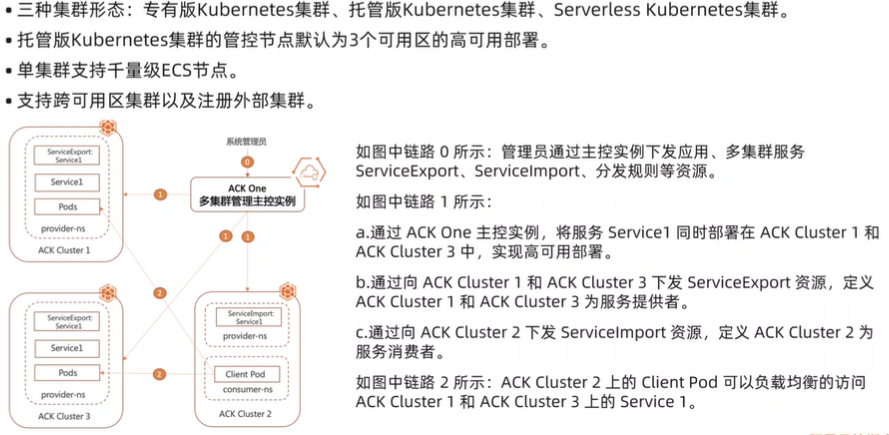 • 三种集群形态：专有版Kubernetes集群、托管版Kubernetes集群、Serverless Kubernetes集群。
• 托管版Kubernetes集群的管控节点默认为3个可用区的高可用部署。
• 单集群支持千量级ECS节点。
• 支持跨可用区集群以及注册外部集群。
系统管理员
0
ACK One
多集群管理主控实例
1
1
1
ServiceExport:
Service1
Service1
Pods
provider-ns
ACK Cluster 1
2
2
ServiceExport:
Service1
Service1
Pods
provider-ns
ACK Cluster 3
ServiceImport:
Service1
provider-ns
Client Pod
consumer-ns
ACK Cluster 2
如图中链路 0 所示：管理员通过主控实例下发应用、多集群服务
ServiceExport、ServiceImport、分发规则等资源。
如图中链路 1 所示：
a.通过 ACK One 主控实例，将服务 Service1 同时部署在 ACK Cluster 1 和
ACK Cluster 3 中，实现高可用部署。
b.通过向 ACK Cluster 1 和 ACK Cluster 3 下发 ServiceExport 资源，定义
ACK Cluster 1 和 ACK Cluster 3 为服务提供者。
c.通过向 ACK Cluster 2 下发 ServiceImport 资源，定义 ACK Cluster 2 为
服务消费者。
如图中链路 2 所示：ACK Cluster 2 上的 Client Pod 可以负载均衡的访问
ACK Cluster 1 和 ACK Cluster 3 上的 Service 1。